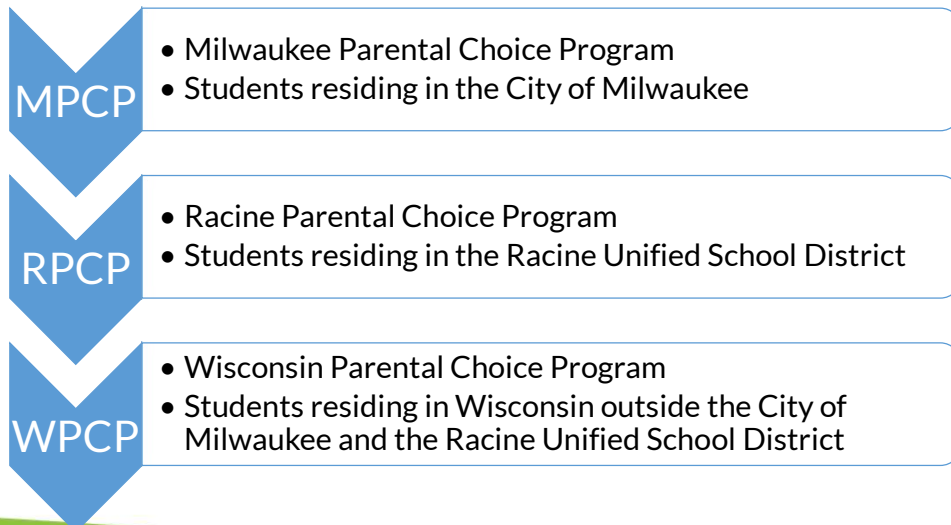 MPCP
• Milwaukee Parental Choice Program
• Students residing in the City of Milwaukee
RPCP
• Racine Parental Choice Program
• Students residing in the Racine Unified School District
WPCP
• Wisconsin Parental Choice Program
• Students residing in Wisconsin outside the City of
Milwaukee and the Racine Unified School District